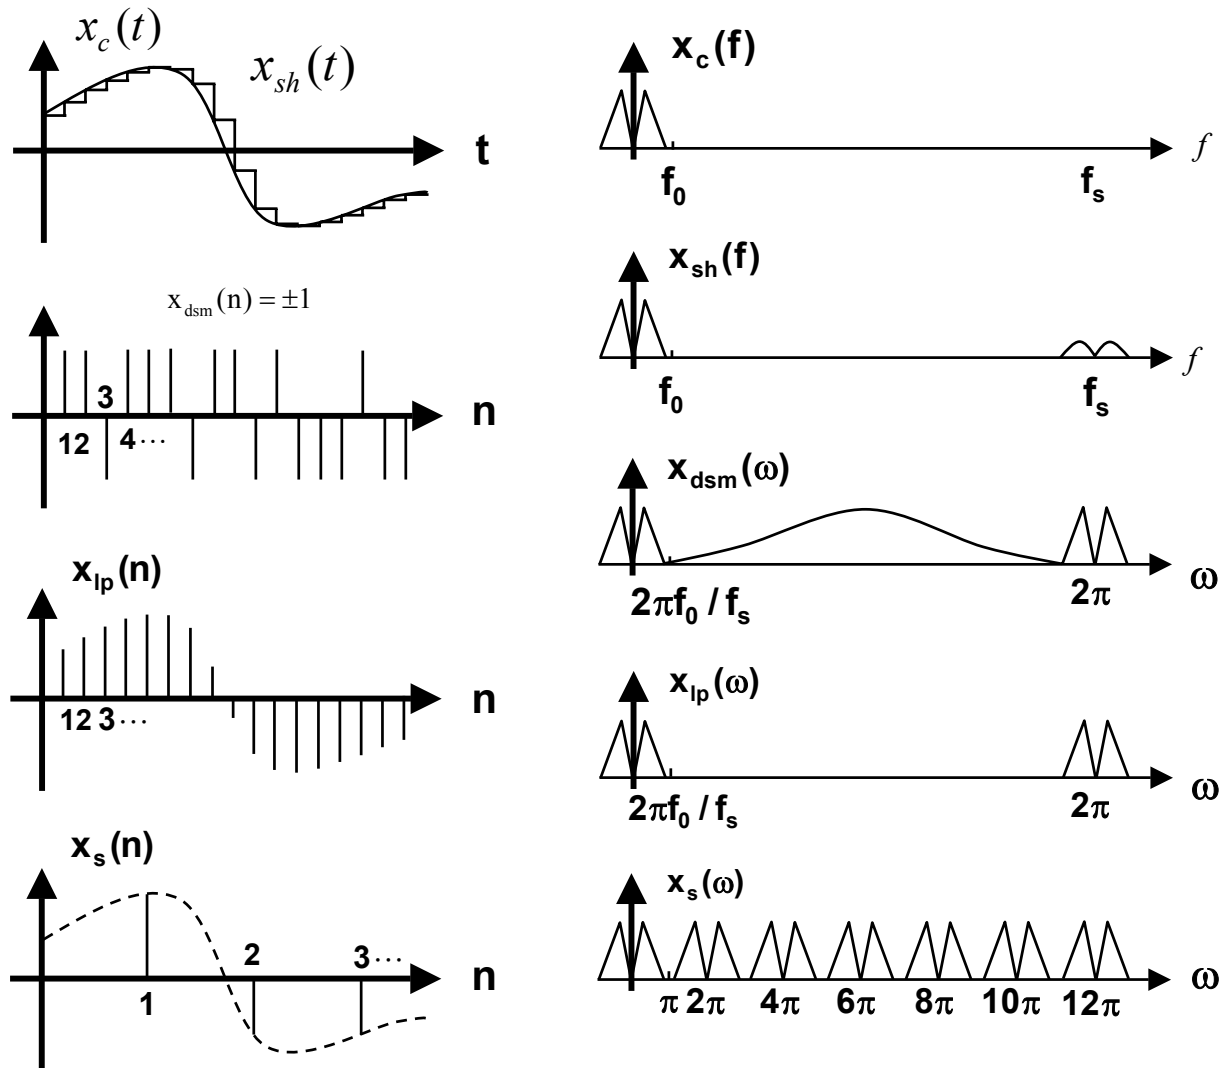 x_c(t)
x_sh(t)
t
x_dsm(n) = ±1
3
12
4...
n
x_lp(n)
12 3...
n
x_s(n)
2
3...
1
n
x_c(f)
f_0
f_s
f
x_sh(f)
f_0
f_s
f
x_dsm(ω)
2πf_0 / f_s
2π
ω
x_lp(ω)
2πf_0 / f_s
2π
ω
x_s(ω)
π 2π 4π 6π 8π 10π 12π
ω